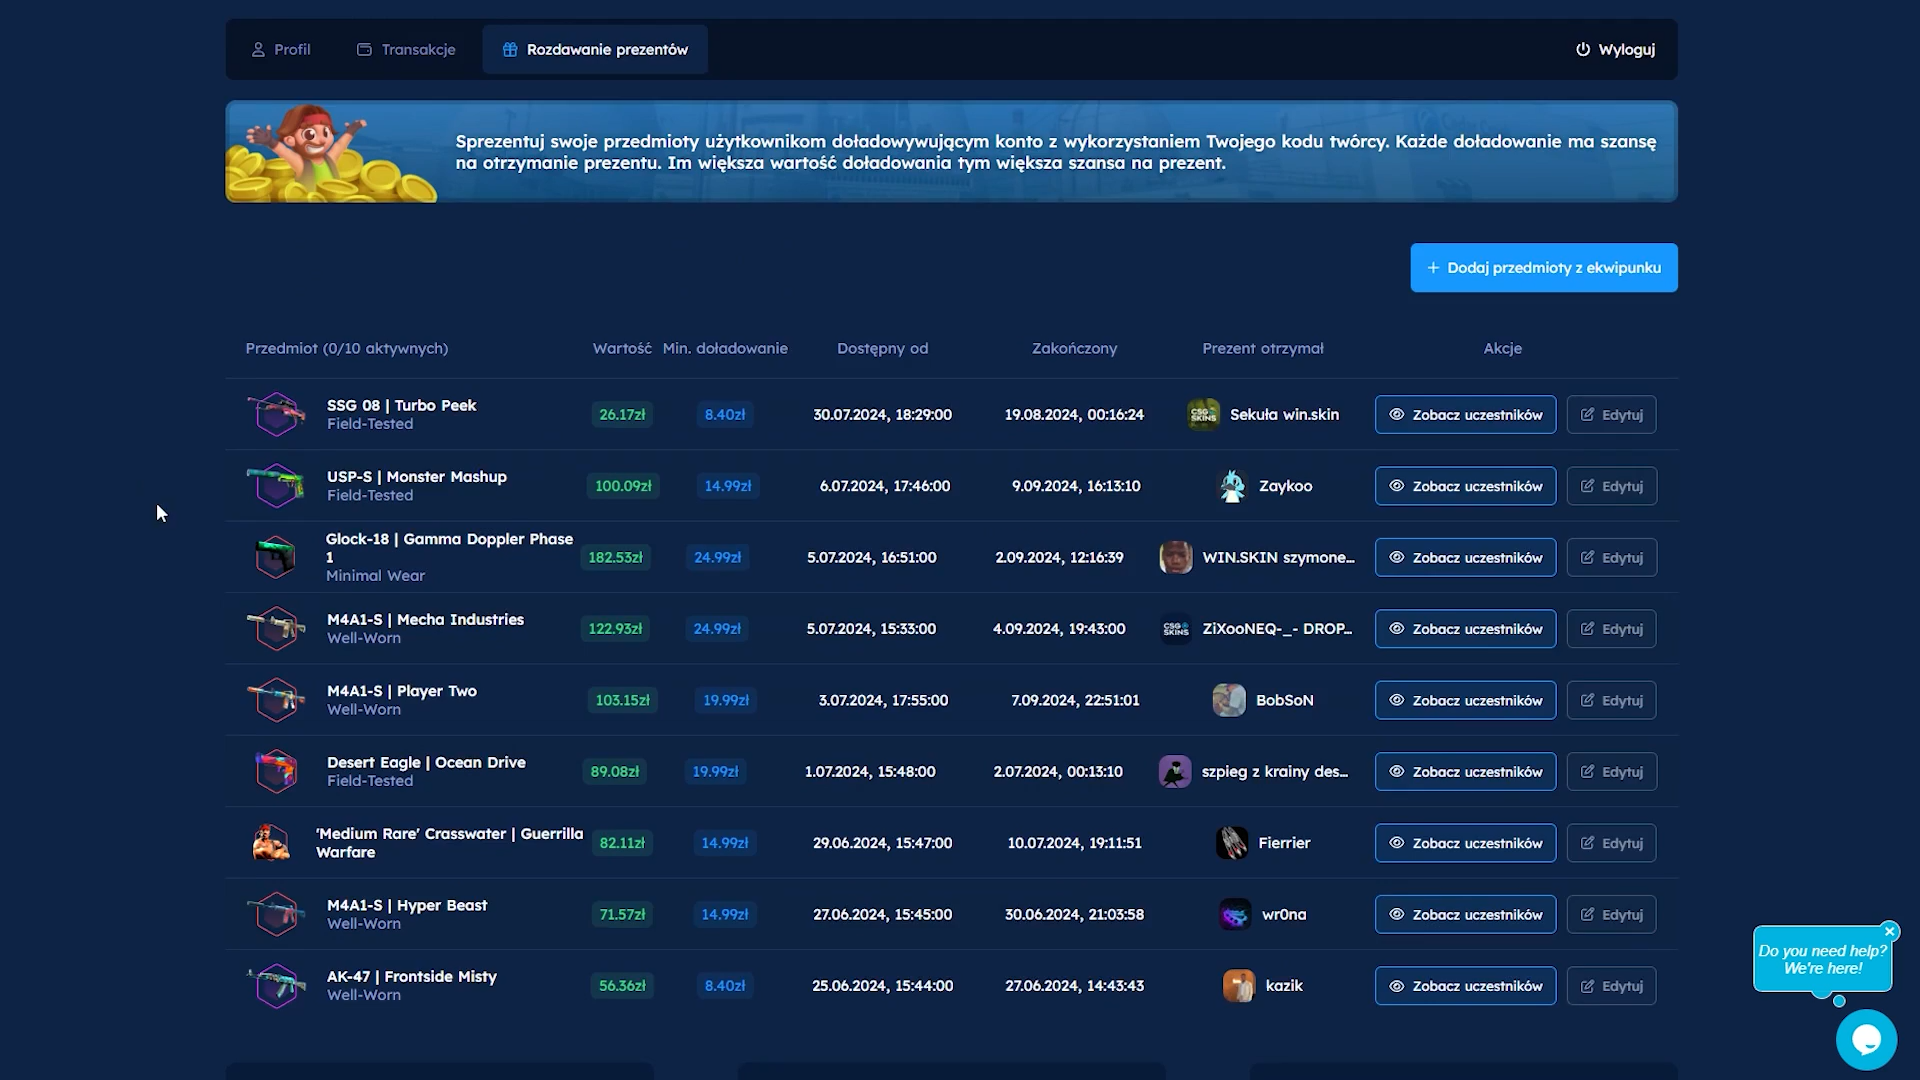 Profil
Transakcje
Rozdawanie prezentów
Wyloguj
Sprezentuj swoje przedmioty użytkownikom doładowywującym konto z wykorzystaniem Twojego kodu twórcy. Każde doładowanie ma szansę
na otrzymanie prezentu. Im większa wartość doładowania tym większa szansa na prezent.
+ Dodaj przedmioty z ekwipunku
Przedmiot (0/10 aktywnych) Wartość Min. doładowanie Dostępny od Zakończony Prezent otrzymał Akcje
SSG 08 | Turbo Peek
Field-Tested
26.17zł 8.40zł 30.07.2024, 18:29:00 19.08.2024, 00:16:24 CSG SKINS Sekuła win.skin Zobacz uczestników Edytuj
USP-S | Monster Mashup
Field-Tested
100.09zł 14.99zł 6.07.2024, 17:46:00 9.09.2024, 16:13:10 Zaykoo Zobacz uczestników Edytuj
Glock-18 | Gamma Doppler Phase
1
Minimal Wear
182.53zł 24.99zł 5.07.2024, 16:51:00 2.09.2024, 12:16:39 WIN.SKIN szymone... Zobacz uczestników Edytuj
M4A1-S | Mecha Industries
Well-Worn
122.93zł 24.99zł 5.07.2024, 15:33:00 4.09.2024, 19:43:00 CSG SKINS ZiXooNEQ-_- DROP... Zobacz uczestników Edytuj
M4A1-S | Player Two
Well-Worn
103.15zł 19.99zł 3.07.2024, 17:55:00 7.09.2024, 22:51:01 BobSoN Zobacz uczestników Edytuj
Desert Eagle | Ocean Drive
Field-Tested
89.08zł 19.99zł 1.07.2024, 15:48:00 2.07.2024, 00:13:10 szpieg z krainy des... Zobacz uczestników Edytuj
'Medium Rare' Crasswater | Guerrilla
Warfare
82.11zł 14.99zł 29.06.2024, 15:47:00 10.07.2024, 19:11:51 Fierrier Zobacz uczestników Edytuj
M4A1-S | Hyper Beast
Well-Worn
71.57zł 14.99zł 27.06.2024, 15:45:00 30.06.2024, 21:03:58 wr0na Zobacz uczestników Edytuj
AK-47 | Frontside Misty
Well-Worn
56.36zł 8.40zł 25.06.2024, 15:44:00 27.06.2024, 14:43:43 kazik Zobacz uczestników Edytuj
Do you need help?
We're here!